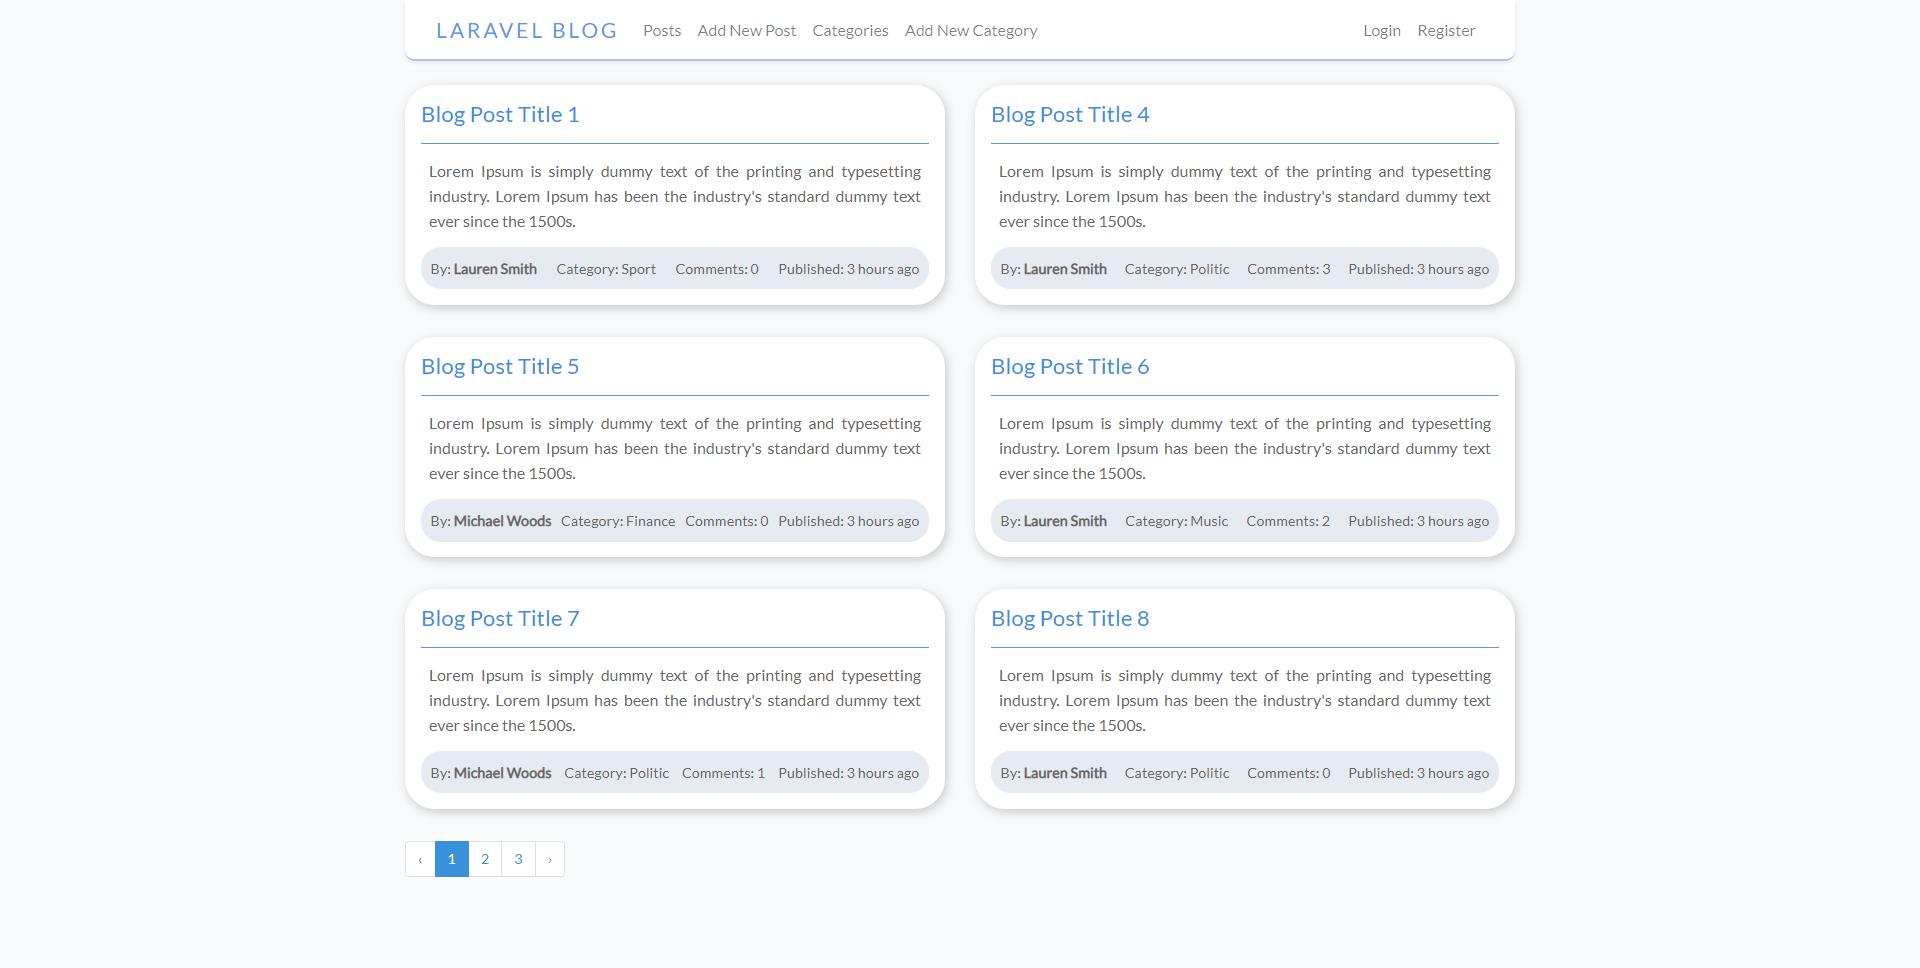 LARAVEL BLOG Posts Add New Post Categories Add New Category Login Register
Blog Post Title 1
Lorem Ipsum is simply dummy text of the printing and typesetting
industry. Lorem Ipsum has been the industry's standard dummy text
ever since the 1500s.
By: Lauren Smith Category: Sport Comments: 0 Published: 3 hours ago
Blog Post Title 4
Lorem Ipsum is simply dummy text of the printing and typesetting
industry. Lorem Ipsum has been the industry's standard dummy text
ever since the 1500s.
By: Lauren Smith Category: Politic Comments: 3 Published: 3 hours ago
Blog Post Title 5
Lorem Ipsum is simply dummy text of the printing and typesetting
industry. Lorem Ipsum has been the industry's standard dummy text
ever since the 1500s.
By: Michael Woods Category: Finance Comments: 0 Published: 3 hours ago
Blog Post Title 6
Lorem Ipsum is simply dummy text of the printing and typesetting
industry. Lorem Ipsum has been the industry's standard dummy text
ever since the 1500s.
By: Lauren Smith Category: Music Comments: 2 Published: 3 hours ago
Blog Post Title 7
Lorem Ipsum is simply dummy text of the printing and typesetting
industry. Lorem Ipsum has been the industry's standard dummy text
ever since the 1500s.
By: Michael Woods Category: Politic Comments: 1 Published: 3 hours ago
Blog Post Title 8
Lorem Ipsum is simply dummy text of the printing and typesetting
industry. Lorem Ipsum has been the industry's standard dummy text
ever since the 1500s.
By: Lauren Smith Category: Politic Comments: 0 Published: 3 hours ago
‹ 1 2 3 ›